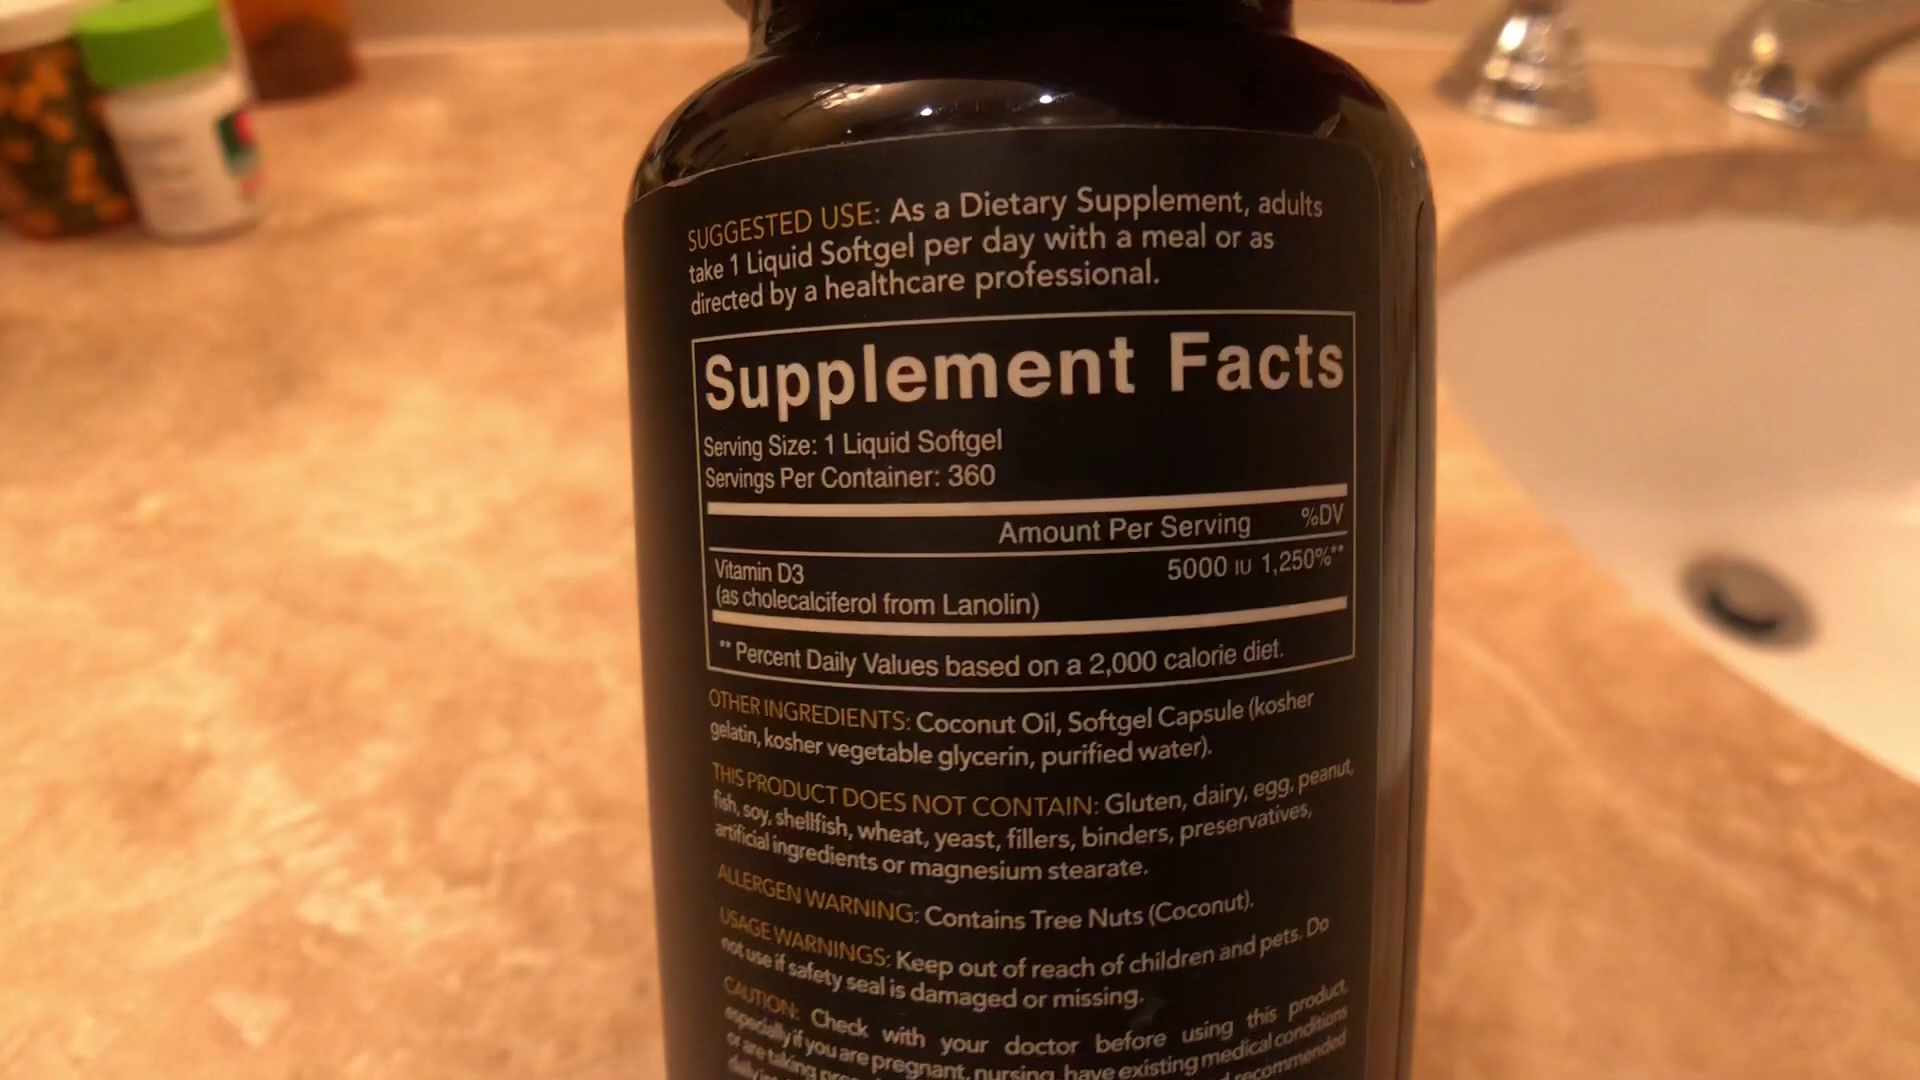 SUGGESTED USE: As a Dietary Supplement, adults
take 1 Liquid Softgel per day with a meal or as
directed by a healthcare professional.
Supplement Facts
Serving Size: 1 Liquid Softgel
Servings Per Container: 360
Amount Per Serving %DV
Vitamin D3 5000 IU 1,250%**
(as cholecalciferol from Lanolin)
** Percent Daily Values based on a 2,000 calorie diet.
OTHER INGREDIENTS: Coconut Oil, Softgel Capsule (kosher
gelatin, kosher vegetable glycerin, purified water).
THIS PRODUCT DOES NOT CONTAIN: Gluten, dairy, egg, peanut,
fish, soy, shellfish, wheat, yeast, fillers, binders, preservatives,
artificial ingredients or magnesium stearate.
ALLERGEN WARNING: Contains Tree Nuts (Coconut).
USAGE WARNINGS: Keep out of reach of children and pets. Do
not use if safety seal is damaged or missing.
CAUTION: Check with your doctor before using this product,
especially if you are pregnant, nursing, have existing medical conditions
or are taking recommended